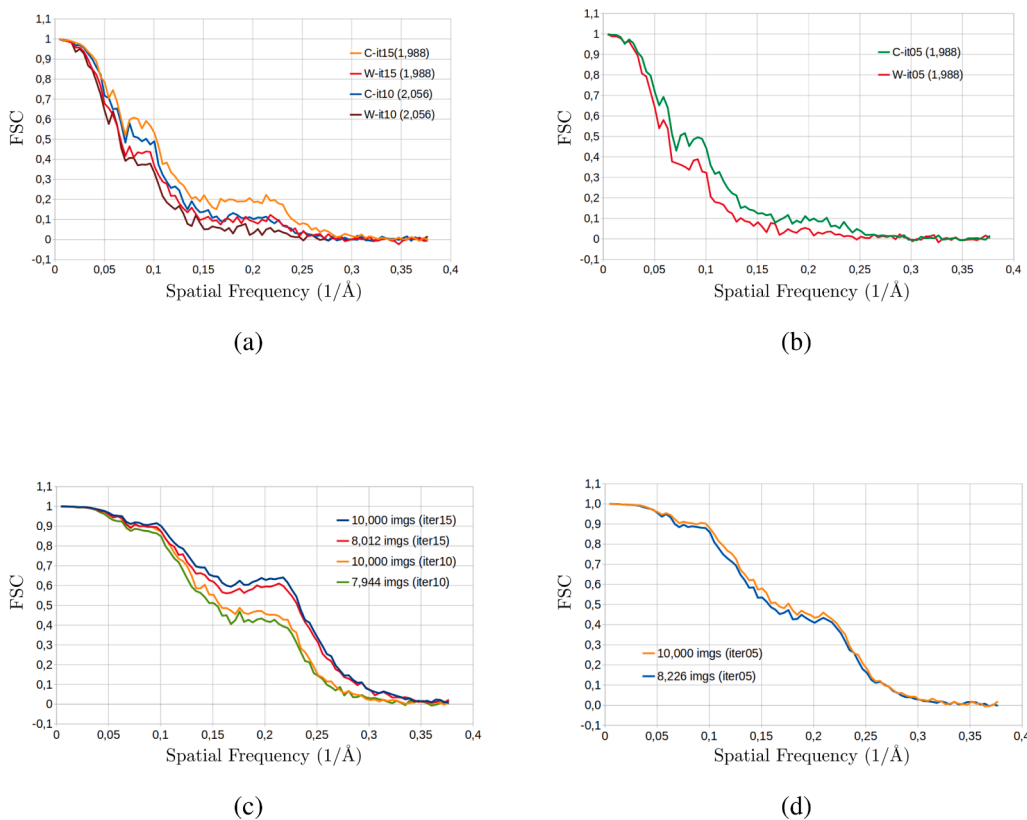 1,1
1
0,9
0,8
0,7
0,6
0,5
0,4
0,3
0,2
0,1
0
-0,1
FSC
0 0,05 0,1 0,15 0,2 0,25 0,3 0,35 0,4
Spatial Frequency (1/Å)
C-it15(1,988)
W-it15 (1,988)
C-it10 (2,056)
W-it10 (2,056)
(a)
1,1
1
0,9
0,8
0,7
0,6
0,5
0,4
0,3
0,2
0,1
0
-0,1
FSC
0 0,05 0,1 0,15 0,2 0,25 0,3 0,35 0,4
Spatial Frequency (1/Å)
C-it05 (1,988)
W-it05 (1,988)
(b)
1,1
1
0,9
0,8
0,7
0,6
0,5
0,4
0,3
0,2
0,1
0
-0,1
FSC
0 0,05 0,1 0,15 0,2 0,25 0,3 0,35 0,4
Spatial Frequency (1/Å)
10,000 imgs (iter15)
8,012 imgs (iter15)
10,000 imgs (iter10)
7,944 imgs (iter10)
(c)
1,1
1,0
0,9
0,8
0,7
0,6
0,5
0,4
0,3
0,2
0,1
0,0
-0,1
FSC
0 0,05 0,1 0,15 0,2 0,25 0,3 0,35 0,4
Spatial Frequency (1/Å)
10,000 imgs (iter05)
8,226 imgs (iter05)
(d)